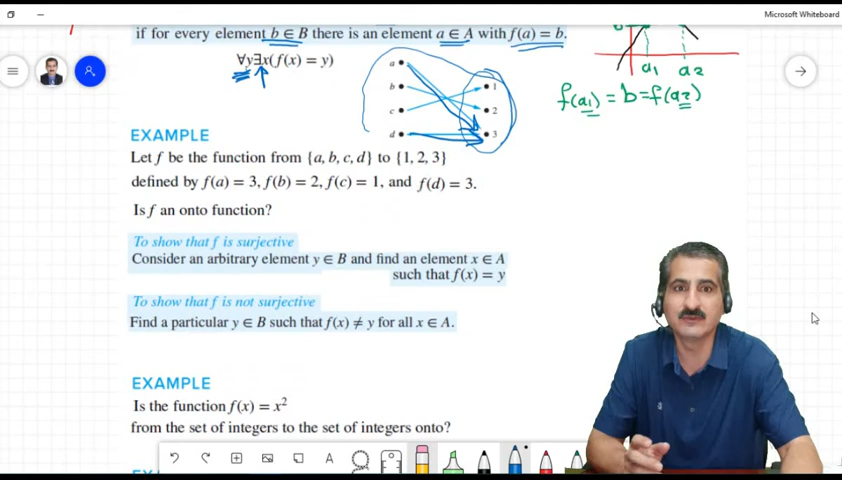 Microsoft Whiteboard
if for every element b ∈ B there is an element a ∈ A with f(a) = b.
∀y∃x(f(x) = y)
a
b
c
d
1
2
3
a1
a2
f(a1) = b = f(a2)
EXAMPLE
Let f be the function from {a, b, c, d} to {1, 2, 3}
defined by f(a) = 3, f(b) = 2, f(c) = 1, and f(d) = 3.
Is f an onto function?
To show that f is surjective
Consider an arbitrary element y ∈ B and find an element x ∈ A
such that f(x) = y
To show that f is not surjective
Find a particular y ∈ B such that f(x) ≠ y for all x ∈ A.
EXAMPLE
Is the function f(x) = x²
from the set of integers to the set of integers onto?
A